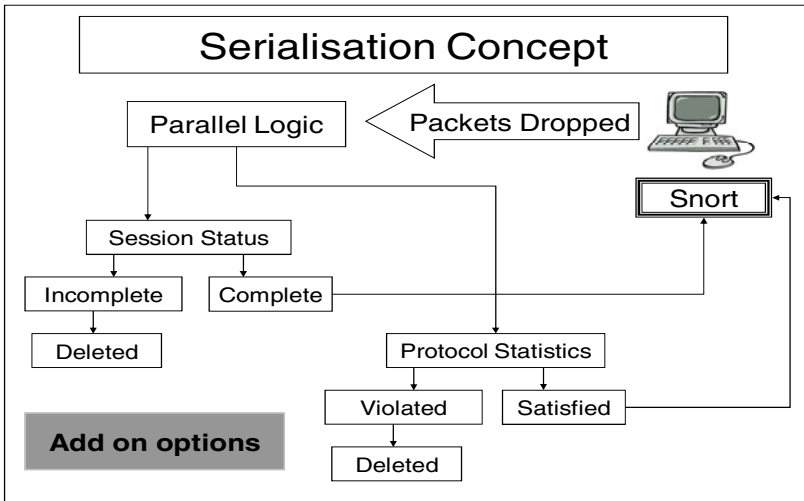 Serialisation Concept
Parallel Logic
Packets Dropped
Snort
Session Status
Incomplete
Complete
Deleted
Protocol Statistics
Violated
Satisfied
Add on options
Deleted